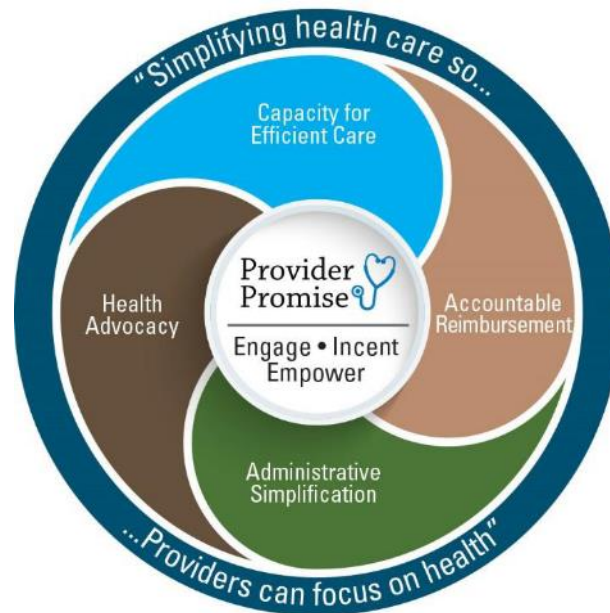 “Simplifying health care so...
Capacity for
Efficient Care
Provider
Promise
Engage • Incent
Empower
Health
Advocacy
Accountable
Reimbursement
Administrative
Simplification
...Providers can focus on health”